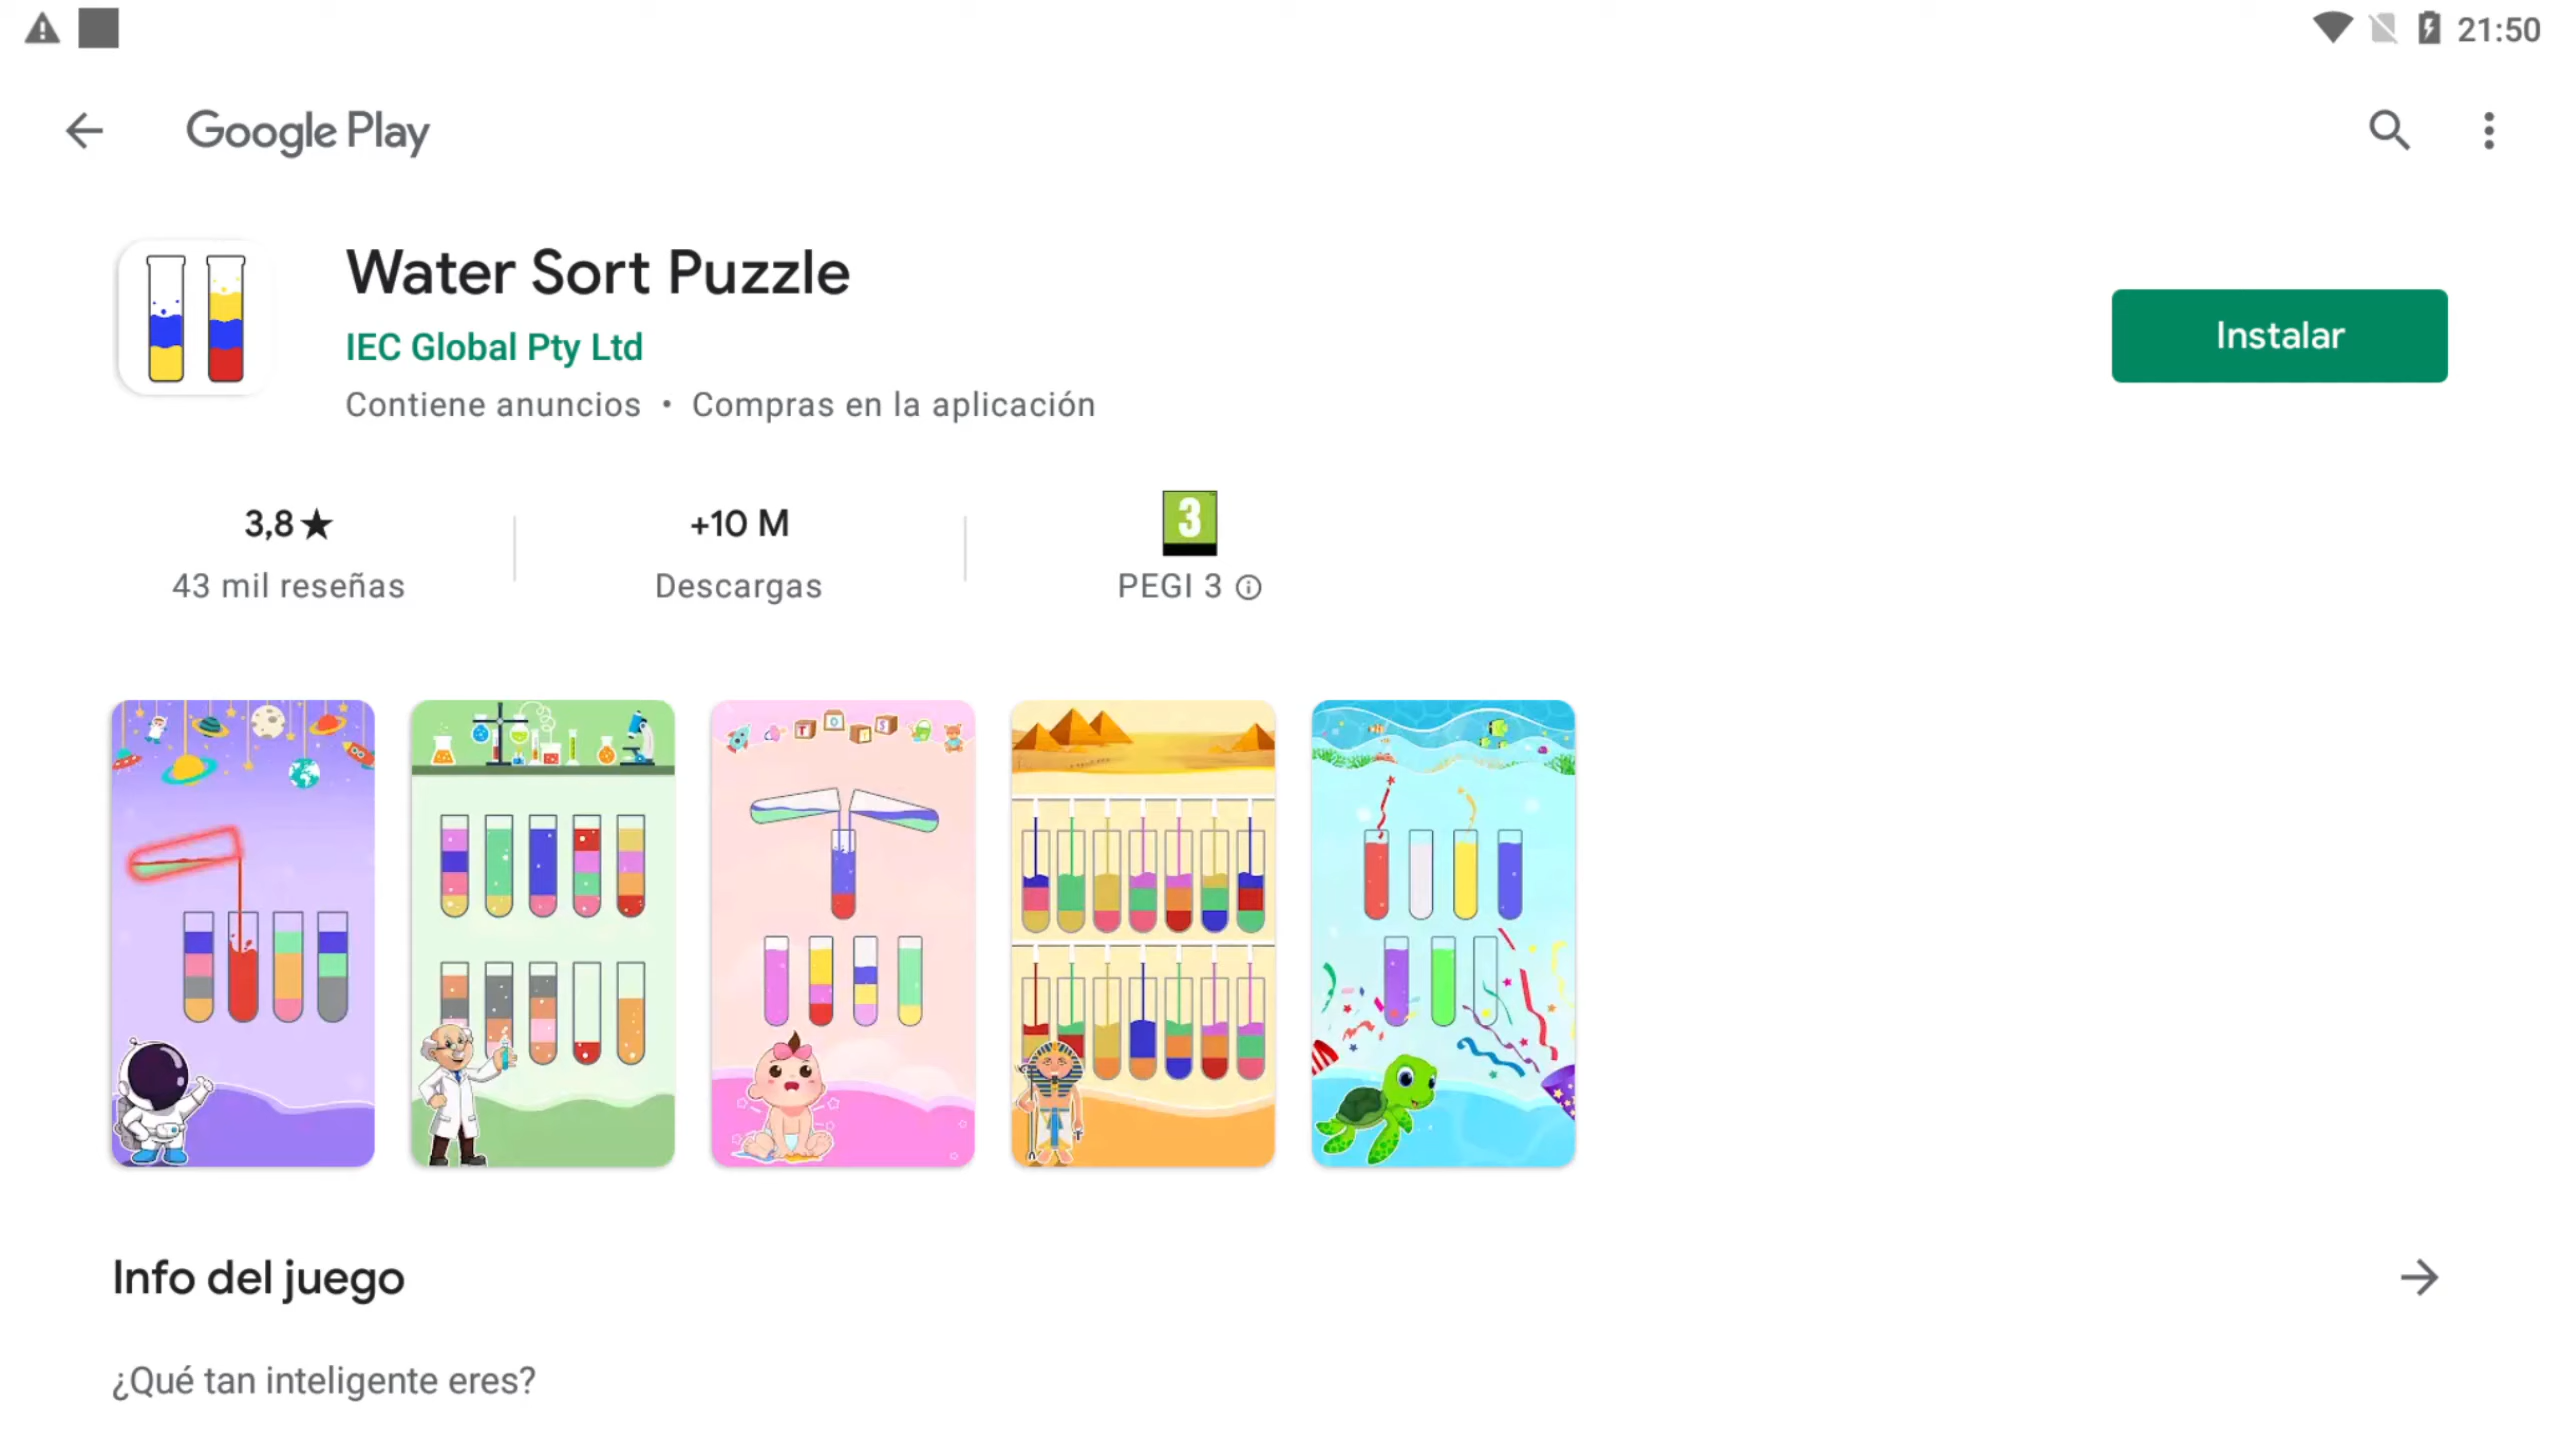 21:50
Google Play
Water Sort Puzzle
IEC Global Pty Ltd
Contiene anuncios • Compras en la aplicación
Instalar
3,8★
43 mil reseñas
+10 M
Descargas
3
PEGI 3
T O Y S
Info del juego
¿Qué tan inteligente eres?